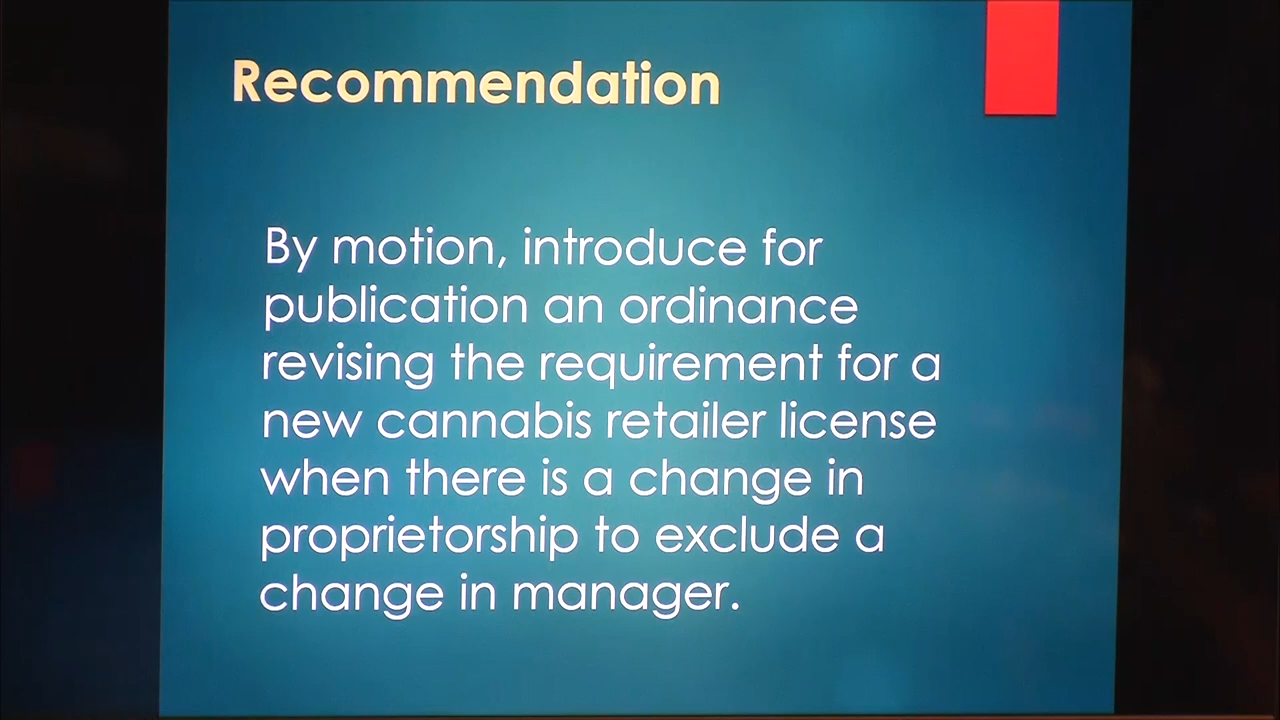 Recommendation
By motion, introduce for
publication an ordinance
revising the requirement for a
new cannabis retailer license
when there is a change in
proprietorship to exclude a
change in manager.